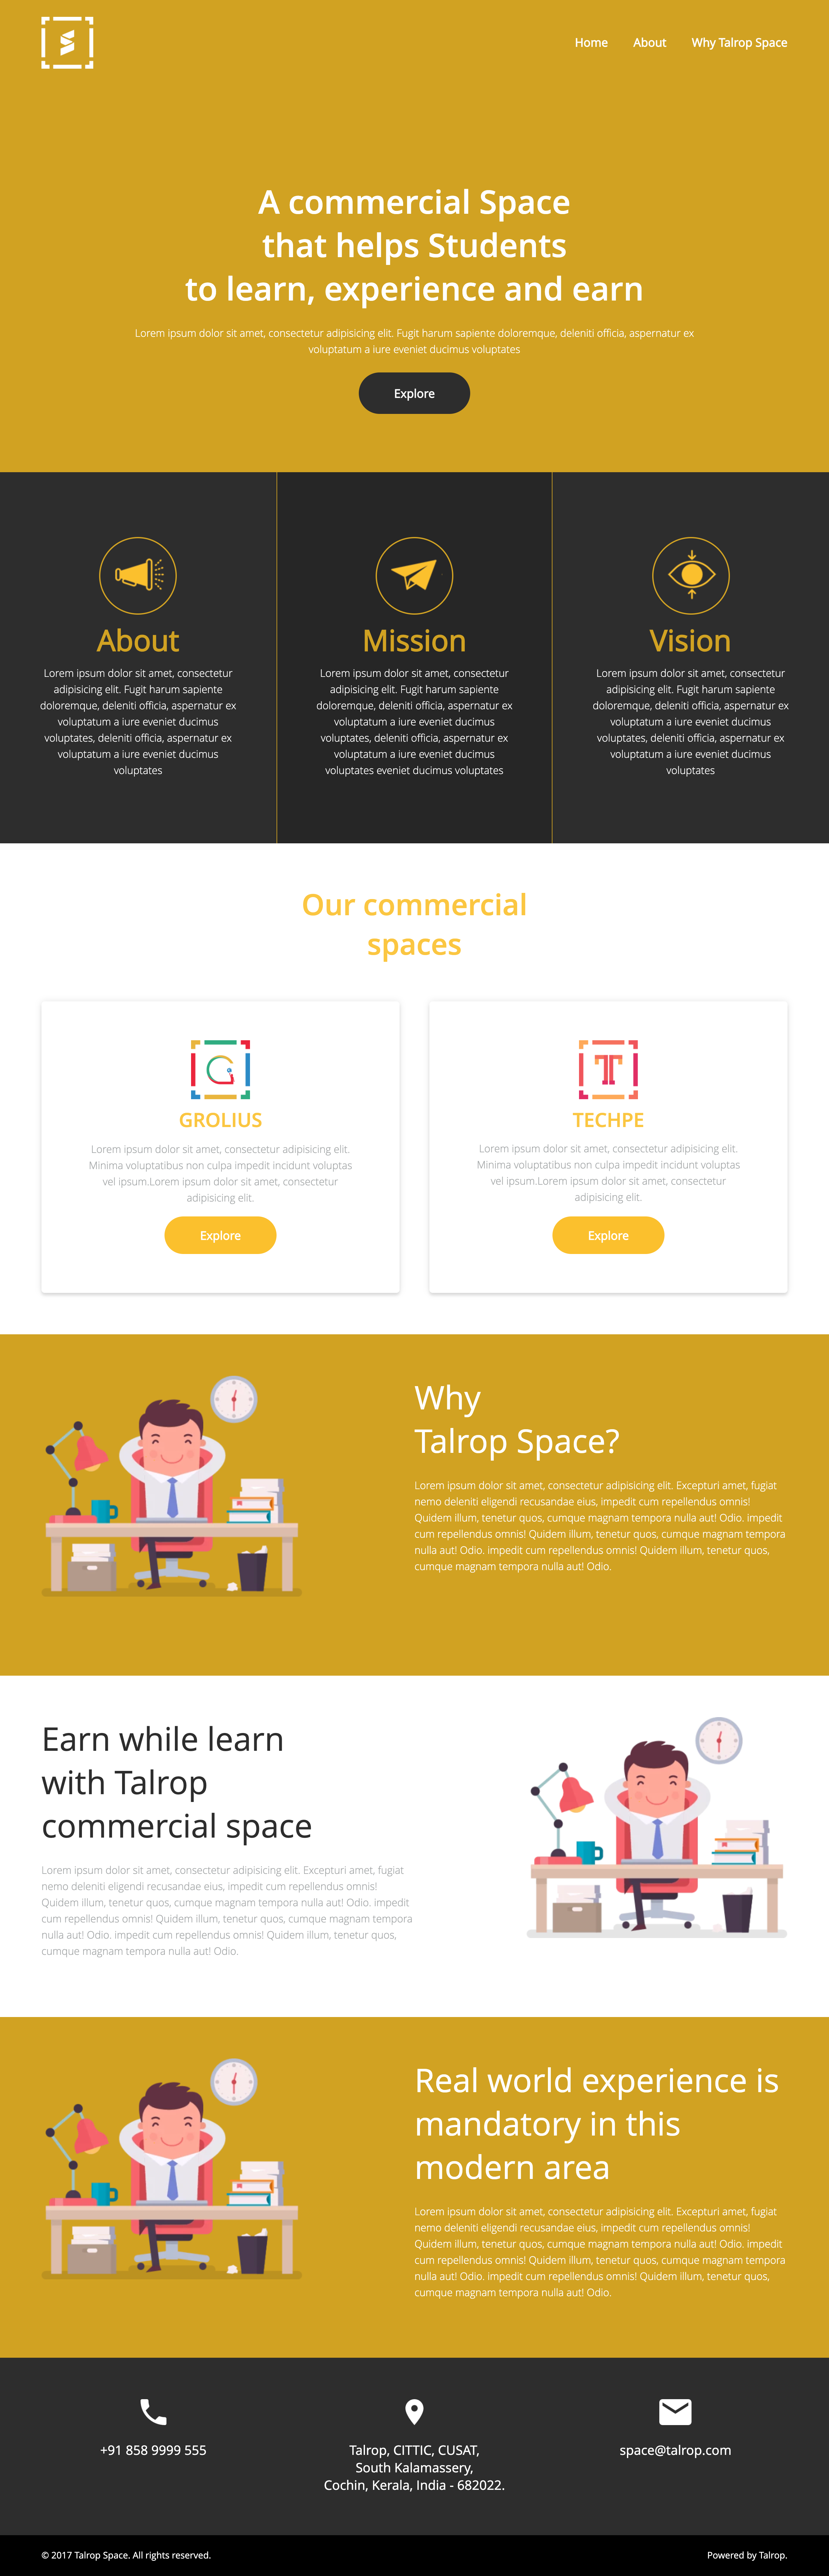 Home About Why Talrop Space
A commercial Space
that helps Students
to learn, experience and earn
Lorem ipsum dolor sit amet, consectetur adipisicing elit. Fugit harum sapiente doloremque, deleniti officia, aspernatur ex
voluptatum a iure eveniet ducimus voluptates
Explore
About
Lorem ipsum dolor sit amet, consectetur
adipisicing elit. Fugit harum sapiente
doloremque, deleniti officia, aspernatur ex
voluptatum a iure eveniet ducimus
voluptates, deleniti officia, aspernatur ex
voluptatum a iure eveniet ducimus
voluptates
Mission
Lorem ipsum dolor sit amet, consectetur
adipisicing elit. Fugit harum sapiente
doloremque, deleniti officia, aspernatur ex
voluptatum a iure eveniet ducimus
voluptates, deleniti officia, aspernatur ex
voluptatum a iure eveniet ducimus
voluptates eveniet ducimus voluptates
Vision
Lorem ipsum dolor sit amet, consectetur
adipisicing elit. Fugit harum sapiente
doloremque, deleniti officia, aspernatur ex
voluptatum a iure eveniet ducimus
voluptates, deleniti officia, aspernatur ex
voluptatum a iure eveniet ducimus
voluptates
Our commercial
spaces
GROLIUS
Lorem ipsum dolor sit amet, consectetur adipisicing elit.
Minima voluptatibus non culpa impedit incidunt voluptas
vel ipsum.Lorem ipsum dolor sit amet, consectetur
adipisicing elit.
Explore
TECHPE
Lorem ipsum dolor sit amet, consectetur adipisicing elit.
Minima voluptatibus non culpa impedit incidunt voluptas
vel ipsum.Lorem ipsum dolor sit amet, consectetur
adipisicing elit.
Explore
Why
Talrop Space?
Lorem ipsum dolor sit amet, consectetur adipisicing elit. Excepturi amet, fugiat
nemo deleniti eligendi recusandae eius, impedit cum repellendus omnis!
Quidem illum, tenetur quos, cumque magnam tempora nulla aut! Odio. impedit
cum repellendus omnis! Quidem illum, tenetur quos, cumque magnam tempora
nulla aut! Odio. impedit cum repellendus omnis! Quidem illum, tenetur quos,
cumque magnam tempora nulla aut! Odio.
Earn while learn
with Talrop
commercial space
Lorem ipsum dolor sit amet, consectetur adipisicing elit. Excepturi amet, fugiat
nemo deleniti eligendi recusandae eius, impedit cum repellendus omnis!
Quidem illum, tenetur quos, cumque magnam tempora nulla aut! Odio. impedit
cum repellendus omnis! Quidem illum, tenetur quos, cumque magnam tempora
nulla aut! Odio. impedit cum repellendus omnis! Quidem illum, tenetur quos,
cumque magnam tempora nulla aut! Odio.
Real world experience is
mandatory in this
modern area
Lorem ipsum dolor sit amet, consectetur adipisicing elit. Excepturi amet, fugiat
nemo deleniti eligendi recusandae eius, impedit cum repellendus omnis!
Quidem illum, tenetur quos, cumque magnam tempora nulla aut! Odio. impedit
cum repellendus omnis! Quidem illum, tenetur quos, cumque magnam tempora
nulla aut! Odio. impedit cum repellendus omnis! Quidem illum, tenetur quos,
cumque magnam tempora nulla aut! Odio.
+91 858 9999 555
Talrop, CITTIC, CUSAT,
South Kalamassery,
Cochin, Kerala, India - 682022.
space@talrop.com
© 2017 Talrop Space. All rights reserved.
Powered by Talrop.